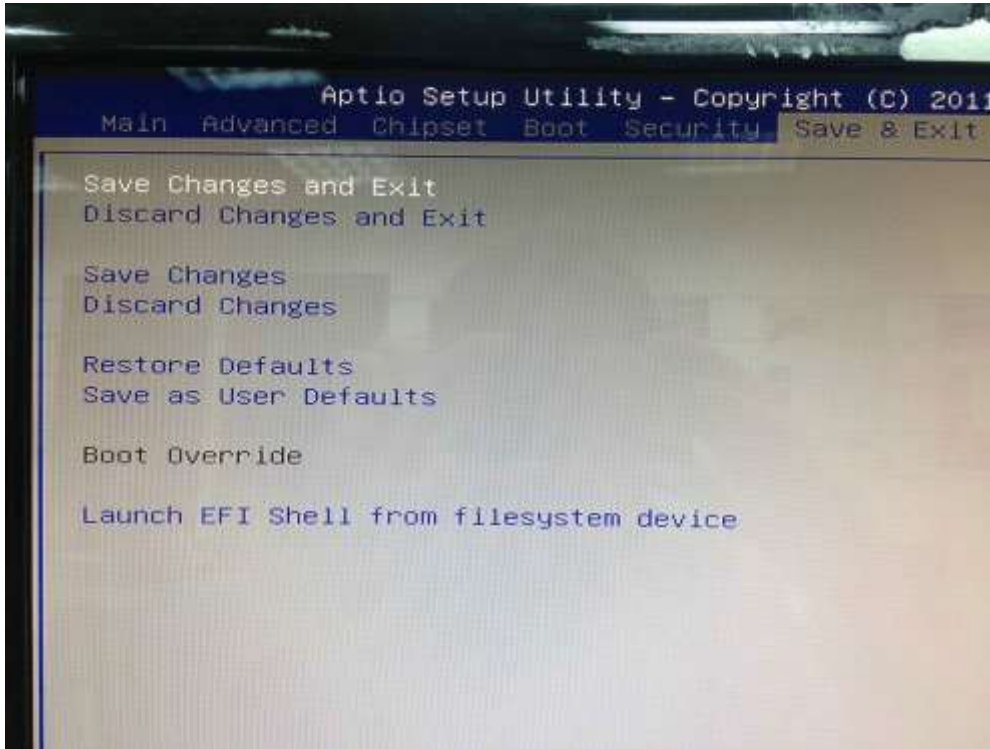 Aptio Setup Utility - Copyright (C) 2011
Main Advanced Chipset Boot Security Save & Exit
Save Changes and Exit
Discard Changes and Exit
Save Changes
Discard Changes
Restore Defaults
Save as User Defaults
Boot Override
Launch EFI Shell from filesystem device